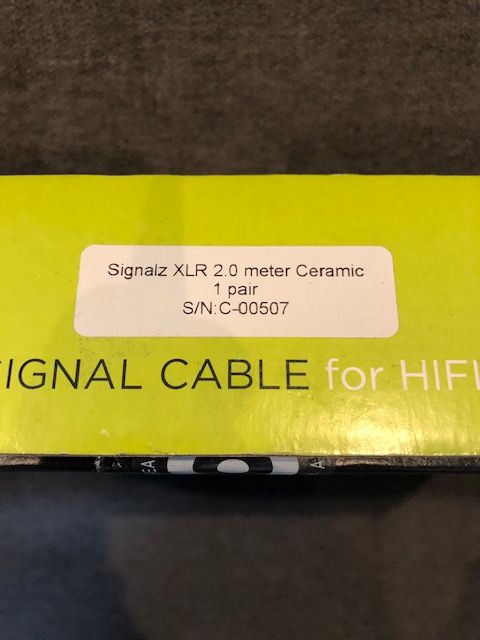 Signalz XLR 2.0 meter Ceramic
1 pair
S/N:C-00507
SIGNAL CABLE for HIFI